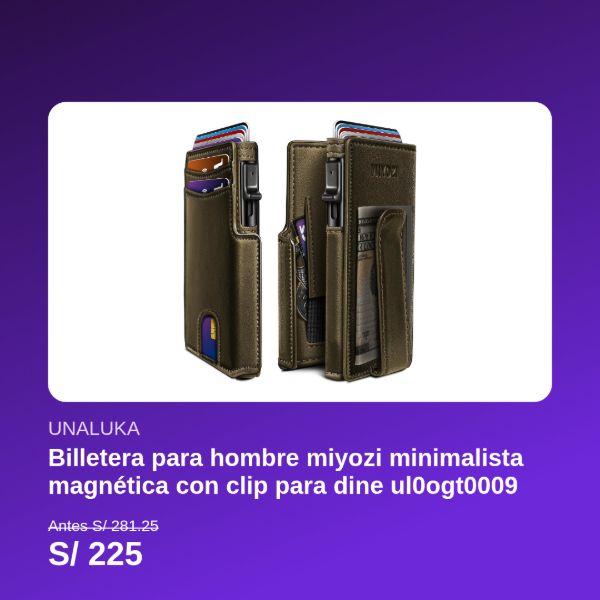 UNALUKA
Billetera para hombre miyozi minimalista
magnética con clip para dine ul0ogt0009
Antes S/ 281.25
S/ 225